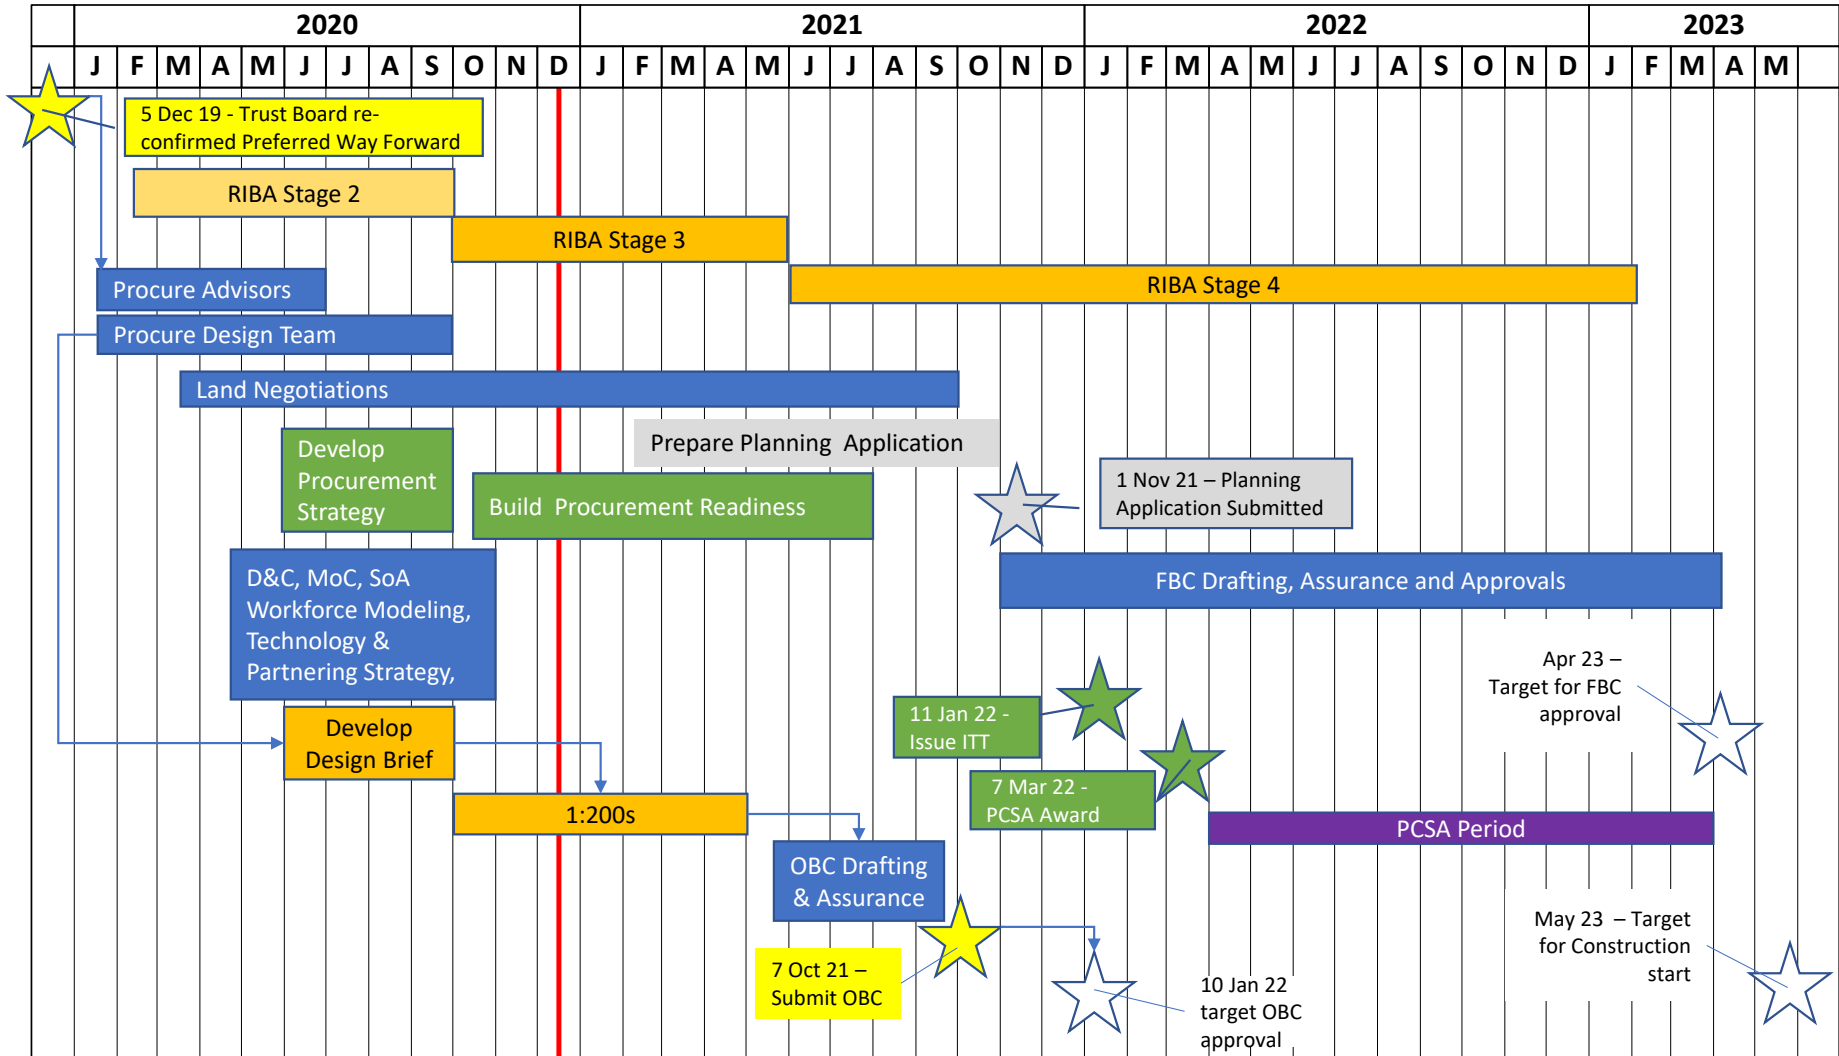 2020 2021 2022 2023
J F M A M J J A S O N D J F M A M J J A S O N D J F M A M J J A S O N D J F M A M
5 Dec 19 - Trust Board re-
confirmed Preferred Way Forward
RIBA Stage 2
RIBA Stage 3
RIBA Stage 4
Procure Advisors
Procure Design Team
Land Negotiations
Prepare Planning Application
Develop
Procurement
Strategy
Build Procurement Readiness
1 Nov 21 – Planning
Application Submitted
D&C, MoC, SoA
Workforce Modeling,
Technology &
Partnering Strategy,
FBC Drafting, Assurance and Approvals
Apr 23 –
Target for FBC
approval
11 Jan 22 -
Issue ITT
Develop
Design Brief
7 Mar 22 -
PCSA Award
1:200s
PCSA Period
OBC Drafting
& Assurance
May 23 – Target
for Construction
start
7 Oct 21 –
Submit OBC
10 Jan 22
target OBC
approval